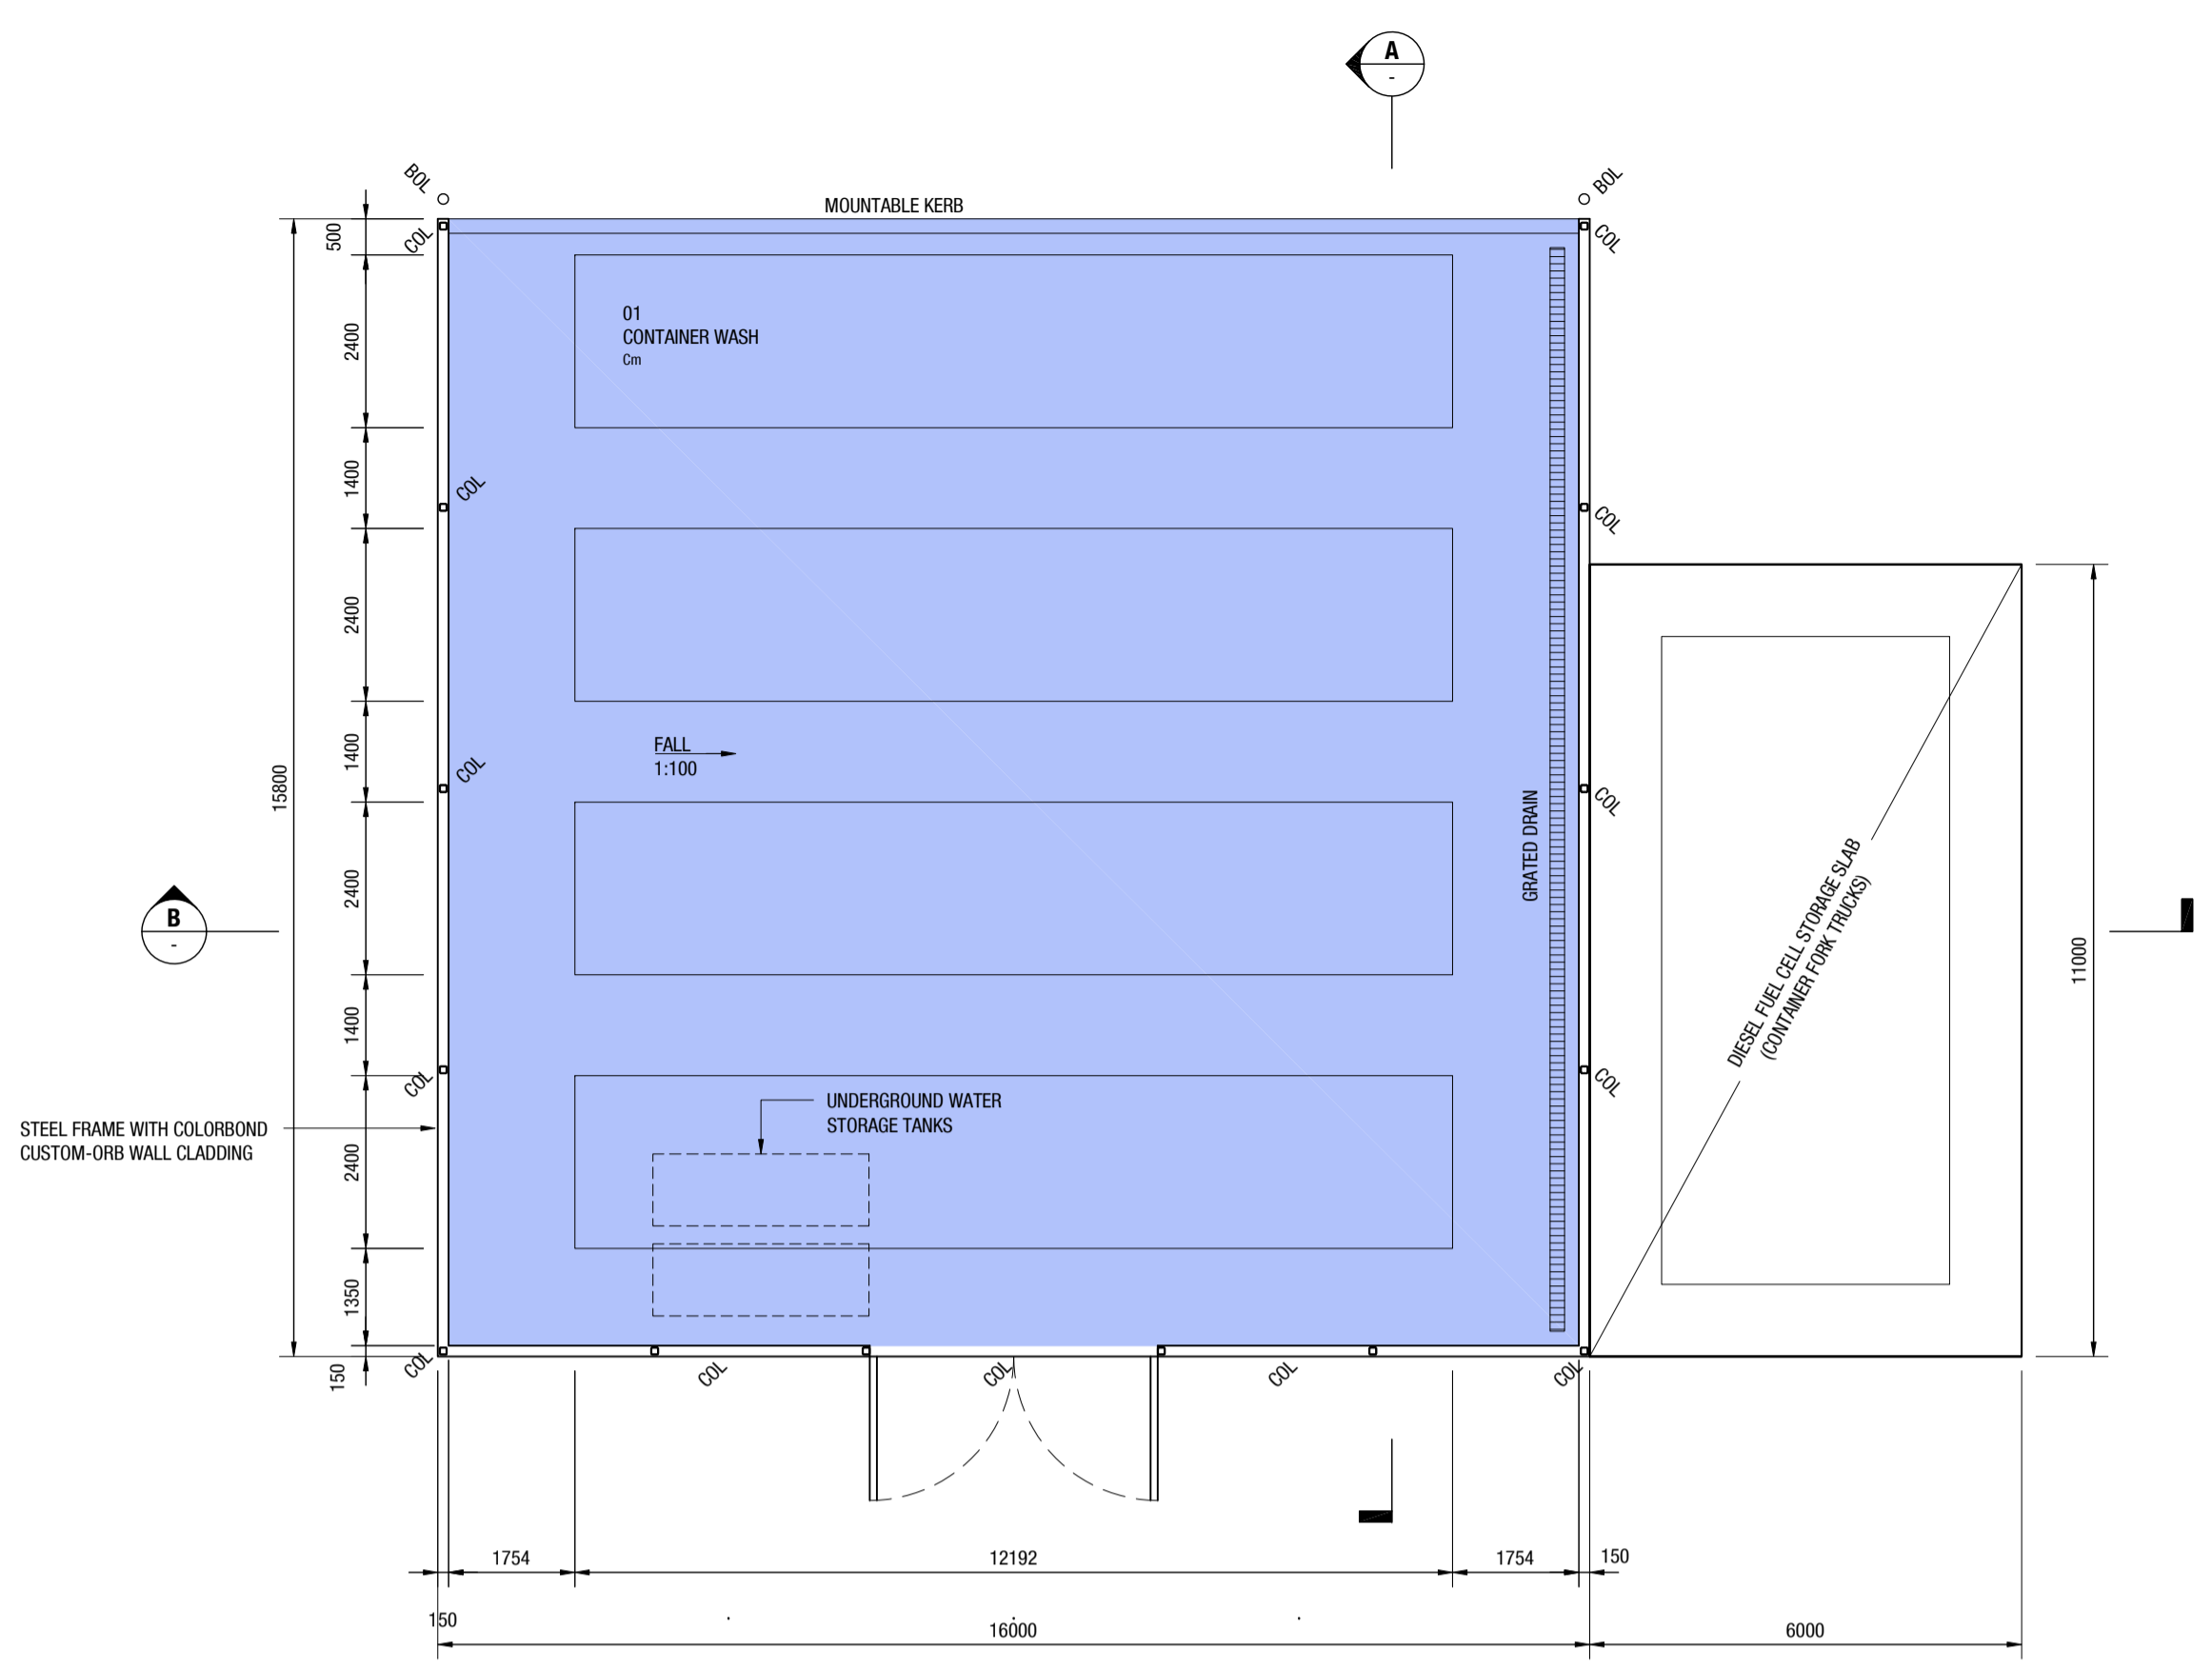 A
-
BOL
BOL
MOUNTABLE KERB
COL
COL
500
01
CONTAINER WASH
Cm
2400
1400
COL
COL
2400
FALL
1:100
1400
COL
COL
15800
GRATED DRAIN
2400
B
-
DIESEL FUEL CELL STORAGE SLAB
(CONTAINER FORK TRUCKS)
11000
1400
COL
COL
UNDERGROUND WATER
STORAGE TANKS
STEEL FRAME WITH COLORBOND
CUSTOM-ORB WALL CLADDING
2400
1350
150
COL
COL
COL
COL
COL
1754
12192
1754
150
150
16000
6000